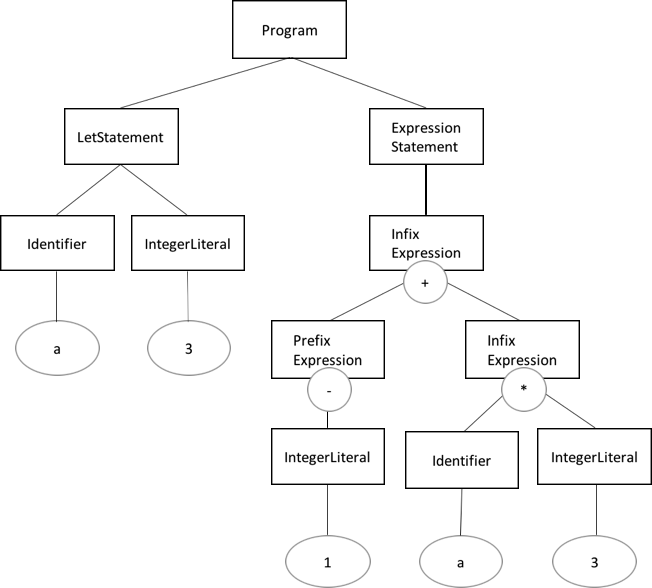 Program
LetStatement
Expression
Statement
Identifier
IntegerLiteral
Infix
Expression
+
a
3
Prefix
Expression
-
Infix
Expression
*
IntegerLiteral
Identifier
IntegerLiteral
1
a
3